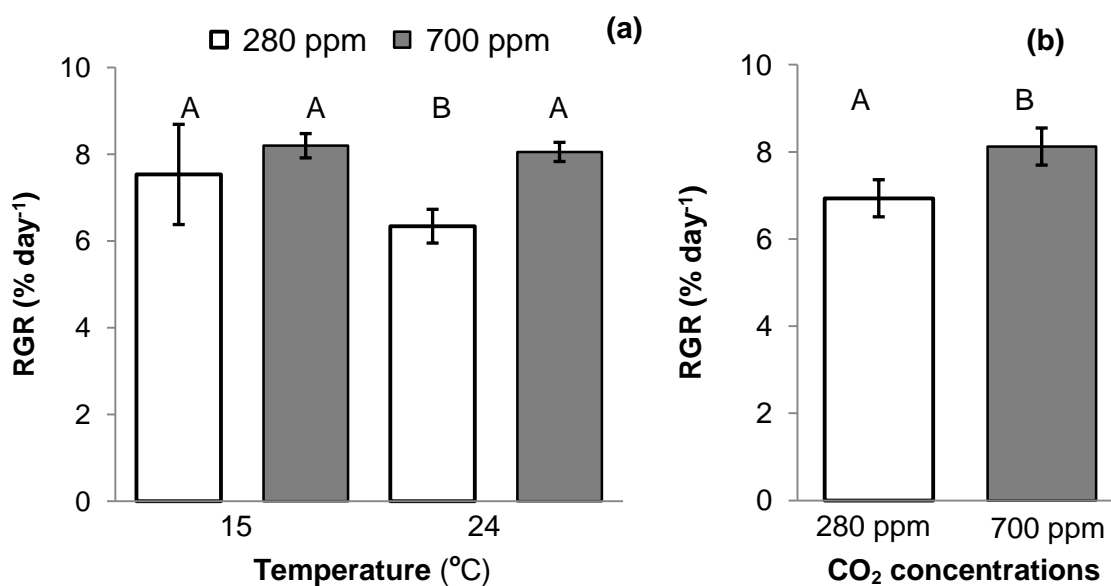 280 ppm 700 ppm (a)
10
8
6
4
2
0
RGR (% day⁻¹)
A A B A
15 24
Temperature (°C)
(b)
10
8
6
4
2
0
RGR (% day⁻¹)
A B
280 ppm 700 ppm
CO₂ concentrations